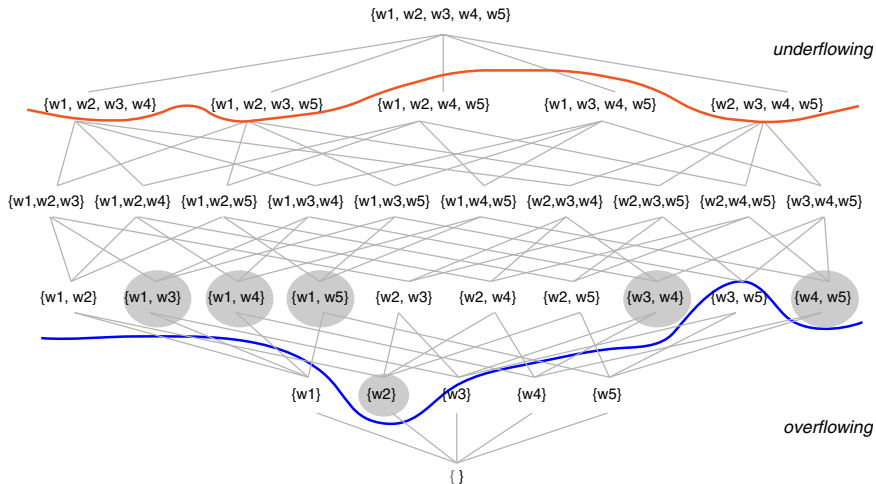 {w1, w2, w3, w4, w5}
underflowing
{w1, w2, w3, w4} {w1, w2, w3, w5} {w1, w2, w4, w5} {w1, w3, w4, w5} {w2, w3, w4, w5}
{w1,w2,w3} {w1,w2,w4} {w1,w2,w5} {w1,w3,w4} {w1,w3,w5} {w1,w4,w5} {w2,w3,w4} {w2,w3,w5} {w2,w4,w5} {w3,w4,w5}
{w1, w2} {w1, w3} {w1, w4} {w1, w5} {w2, w3} {w2, w4} {w2, w5} {w3, w4} {w3, w5} {w4, w5}
{w1} {w2} {w3} {w4} {w5}
overflowing
{ }